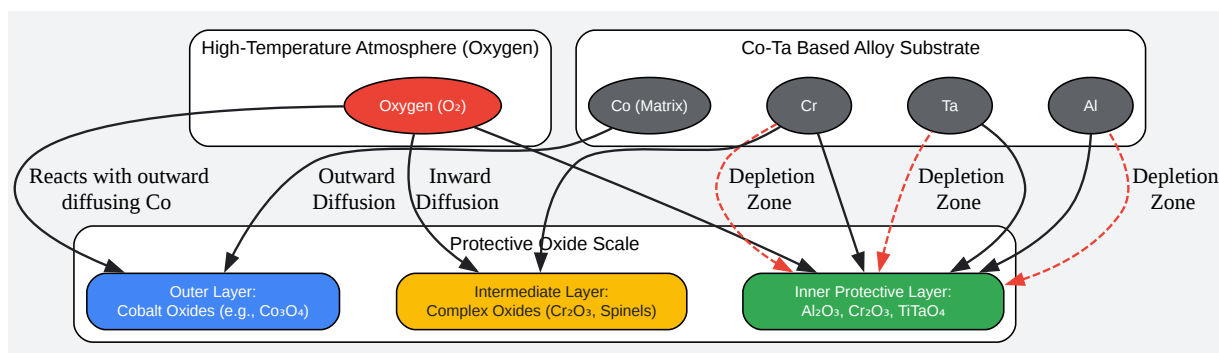 High-Temperature Atmosphere (Oxygen)
Co-Ta Based Alloy Substrate
Oxygen (O₂)
Co (Matrix)
Cr
Ta
Al
Reacts with outward
diffusing Co
Outward
Diffusion
Inward
Diffusion
Depletion
Zone
Depletion
Zone
Depletion
Zone
Protective Oxide Scale
Outer Layer:
Cobalt Oxides (e.g., Co₃O₄)
Intermediate Layer:
Complex Oxides (Cr₂O₃, Spinels)
Inner Protective Layer:
Al₂O₃, Cr₂O₃, TiTaO₄